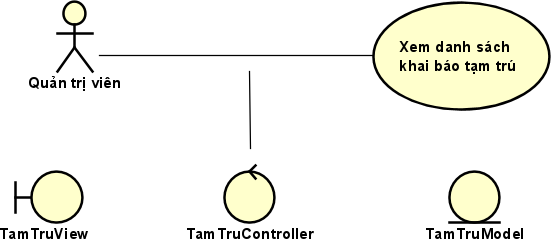 Xem danh sách
khai báo tạm trú
Quản trị viên
TamTruView
TamTruController
TamTruModel